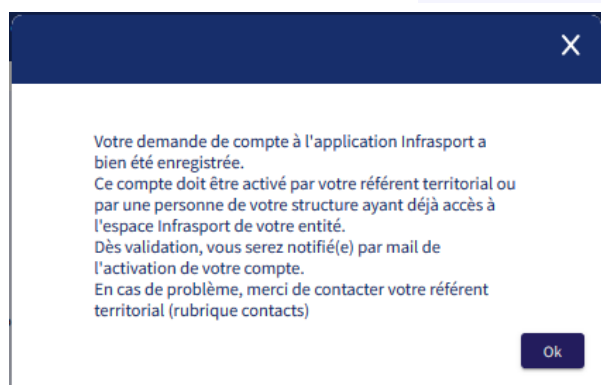 Votre demande de compte à l'application Infrasport a
bien été enregistrée.
Ce compte doit être activé par votre référent territorial ou
par une personne de votre structure ayant déjà accès à
l'espace Infrasport de votre entité.
Dès validation, vous serez notifié(e) par mail de
l'activation de votre compte.
En cas de problème, merci de contacter votre référent
territorial (rubrique contacts)
Ok